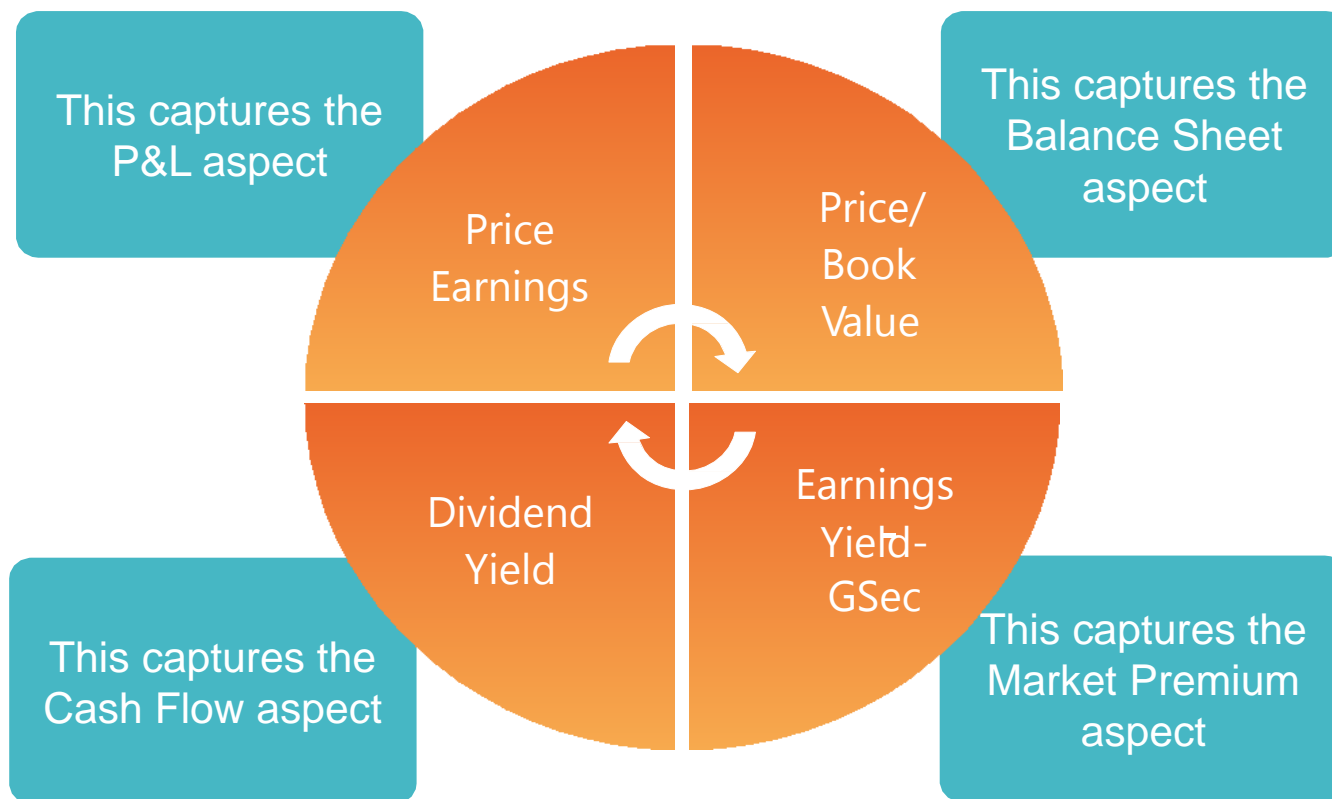 This captures the
P&L aspect
Price
Earnings
This captures the
Balance Sheet
aspect
Price/
Book
Value
Dividend
Yield
This captures the
Cash Flow aspect
Earnings
Yield-
GSec
This captures the
Market Premium
aspect